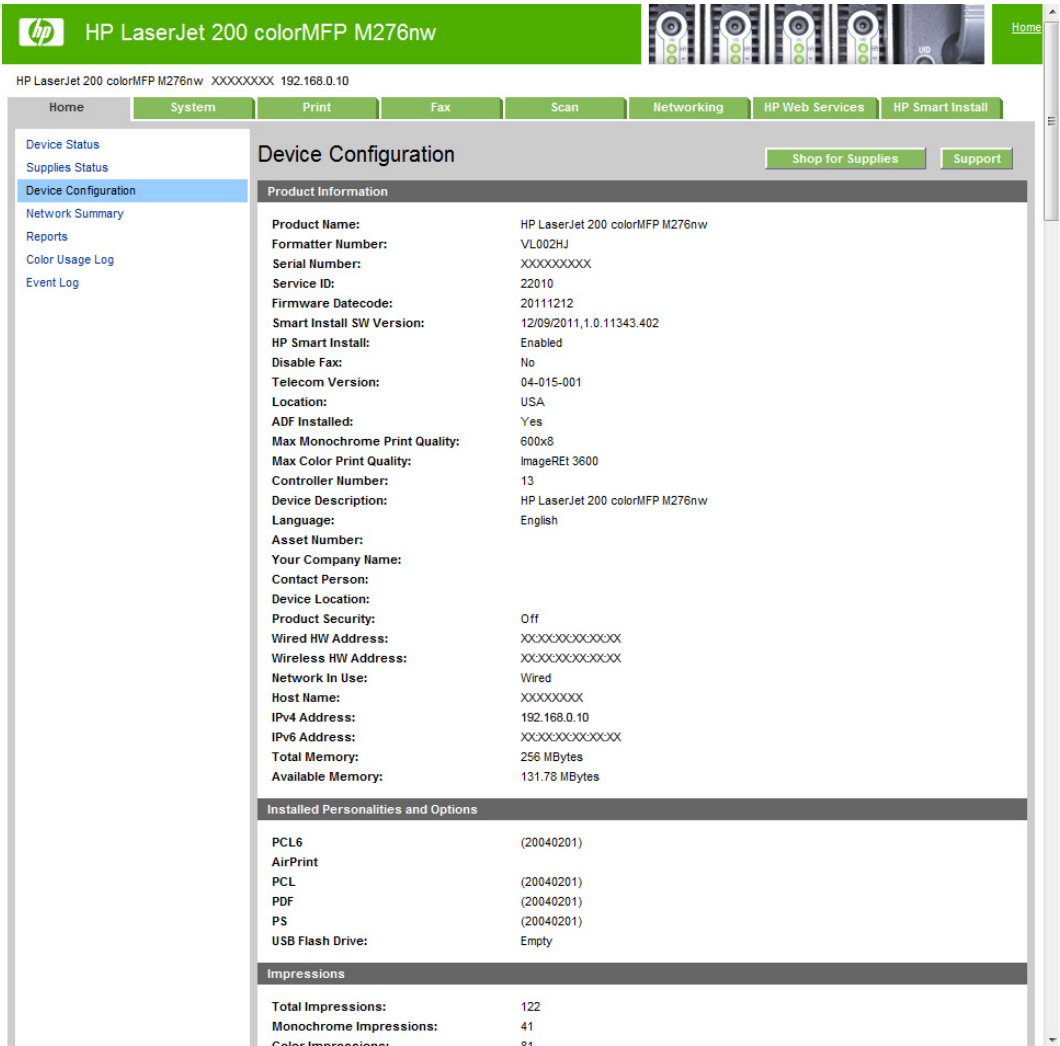 hp HP LaserJet 200 colorMFP M276nw
Home
HP LaserJet 200 colorMFP M276nw XXXXXXXX 192.168.0.10
Home System Print Fax Scan Networking HP Web Services HP Smart Install
Device Status
Supplies Status
Device Configuration
Network Summary
Reports
Color Usage Log
Event Log
Device Configuration
Shop for Supplies Support
Product Information
Product Name: HP LaserJet 200 colorMFP M276nw
Formatter Number: VL002HJ
Serial Number: XXXXXXXXX
Service ID: 22010
Firmware Datecode: 20111212
Smart Install SW Version: 12/09/2011,1.0.11343.402
HP Smart Install: Enabled
Disable Fax: No
Telecom Version: 04-015-001
Location: USA
ADF Installed: Yes
Max Monochrome Print Quality: 600x8
Max Color Print Quality: ImageREt 3600
Controller Number: 13
Device Description: HP LaserJet 200 colorMFP M276nw
Language: English
Asset Number:
Your Company Name:
Contact Person:
Device Location:
Product Security: Off
Wired HW Address: XX:XX:XX:XX:XX:XX
Wireless HW Address: XX:XX:XX:XX:XX:XX
Network In Use: Wired
Host Name: XXXXXXXX
IPv4 Address: 192.168.0.10
IPv6 Address: XX:XX:XX:XX:XX:XX
Total Memory: 256 MBytes
Available Memory: 131.78 MBytes
Installed Personalities and Options
PCL6 (20040201)
AirPrint
PCL (20040201)
PDF (20040201)
PS (20040201)
USB Flash Drive: Empty
Impressions
Total Impressions: 122
Monochrome Impressions: 41
Color Impressions: 81